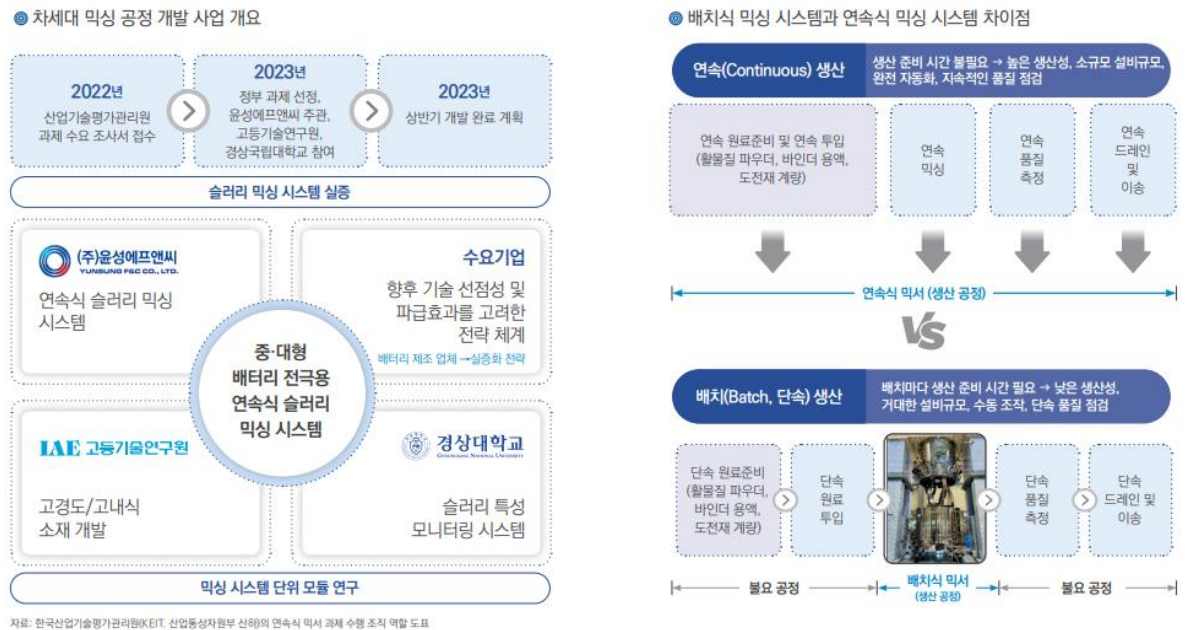 차세대 믹싱 공정 개발 사업 개요
2022년
산업기술평가관리원
과제 수요 조사서 접수
2023년
정부 과제 선정,
윤성에프앤씨 주관,
고등기술연구원,
경상국립대학교 참여
2023년
상반기 개발 완료 계획
슬러리 믹싱 시스템 실증
(주)윤성에프앤씨
YUNSUNG F&C CO., LTD.
연속식 슬러리 믹싱
시스템
수요기업
향후 기술 선점성 및
파급효과를 고려한
전략 체계
배터리 제조 업체 →실증화 전략
중·대형
배터리 전극용
연속식 슬러리
믹싱 시스템
IAE 고등기술연구원
고경도/고내식
소재 개발
경상대학교
GYEONGSANG NATIONAL UNIVERSITY
슬러리 특성
모니터링 시스템
믹싱 시스템 단위 모듈 연구
자료: 한국산업기술평가관리원(KEIT. 산업통상자원부 산하)의 연속식 믹서 과제 수행 조직 역할 도표
배치식 믹싱 시스템과 연속식 믹싱 시스템 차이점
연속(Continuous) 생산
생산 준비 시간 불필요 → 높은 생산성, 소규모 설비규모,
완전 자동화, 지속적인 품질 점검
연속 원료준비 및 연속 투입
(활물질 파우더, 바인더 용액,
도전재 계량)
연속
믹싱
연속
품질
측정
연속
드레인
및
이송
연속식 믹서 (생산 공정)
VS
배치(Batch, 단속) 생산
배치마다 생산 준비 시간 필요 → 낮은 생산성,
거대한 설비규모, 수동 조작, 단속 품질 점검
단속 원료준비
(활물질 파우더,
바인더 용액,
도전재 계량)
단속
원료
투입
단속
품질
측정
단속
드레인 및
이송
불요 공정
배치식 믹서
(생산 공정)
불요 공정